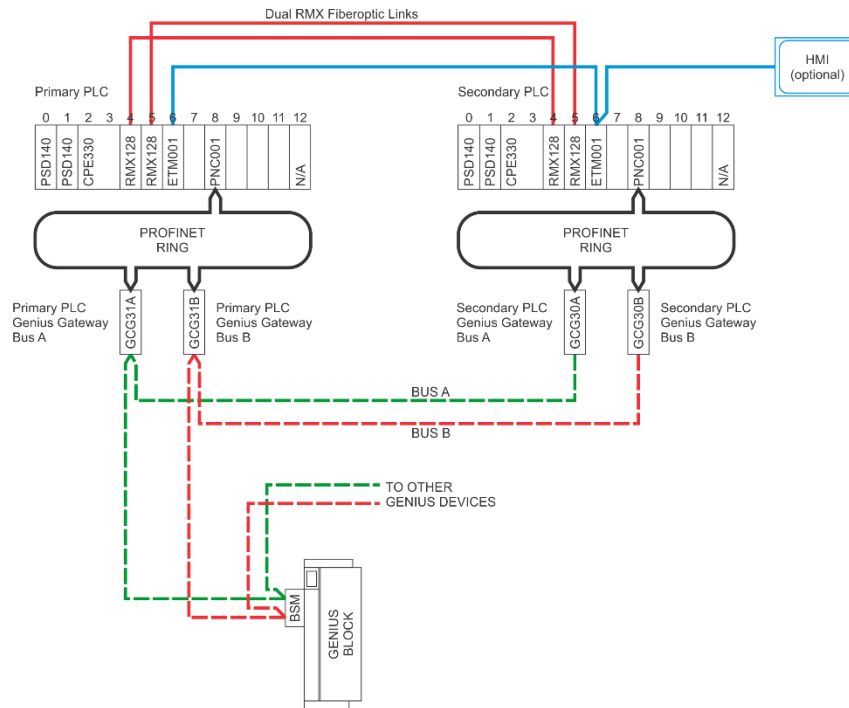 Dual RMX Fiberoptic Links
HMI
(optional)
Primary PLC
0 1 2 3 4 5 6 7 8 9 10 11 12
PSD140
PSD140
CPE330
RMX128
RMX128
ETM001
PNC001
N/A
Secondary PLC
0 1 2 3 4 5 6 7 8 9 10 11 12
PSD140
PSD140
CPE330
RMX128
RMX128
ETM001
PNC001
N/A
PROFINET
RING
PROFINET
RING
Primary PLC
Genius Gateway
Bus A
GCG31A
GCG31B
Primary PLC
Genius Gateway
Bus B
Secondary PLC
Genius Gateway
Bus A
GCG30A
GCG30B
Secondary PLC
Genius Gateway
Bus B
BUS A
BUS B
TO OTHER
GENIUS DEVICES
BSM
GENIUS
BLOCK